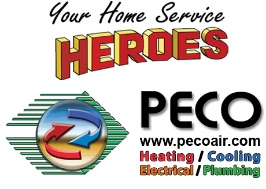 Your Home Service
HEROES
PECO
www.pecoair.com
Heating / Cooling
Electrical / Plumbing